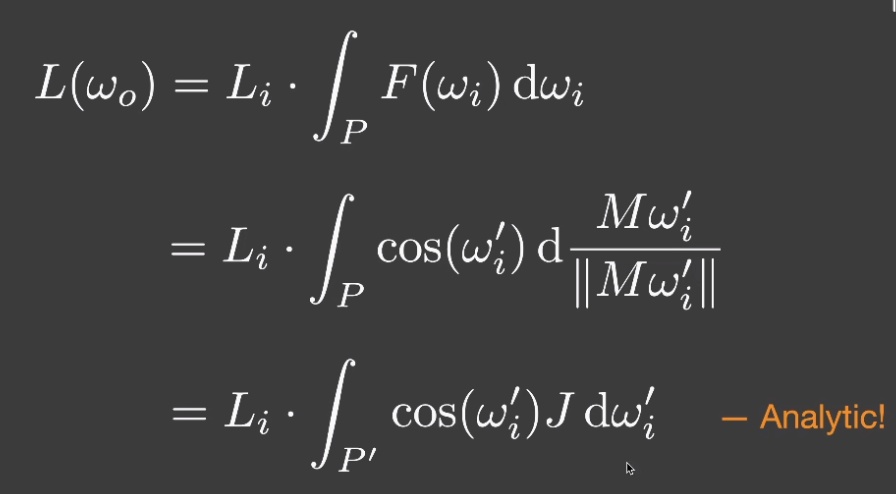 L(ω_o) = L_i · ∫_P F(ω_i) dω_i
= L_i · ∫_P cos(ω′_i) d Mω′_i / ‖Mω′_i‖
= L_i · ∫_{P′} cos(ω′_i) J dω′_i — Analytic!